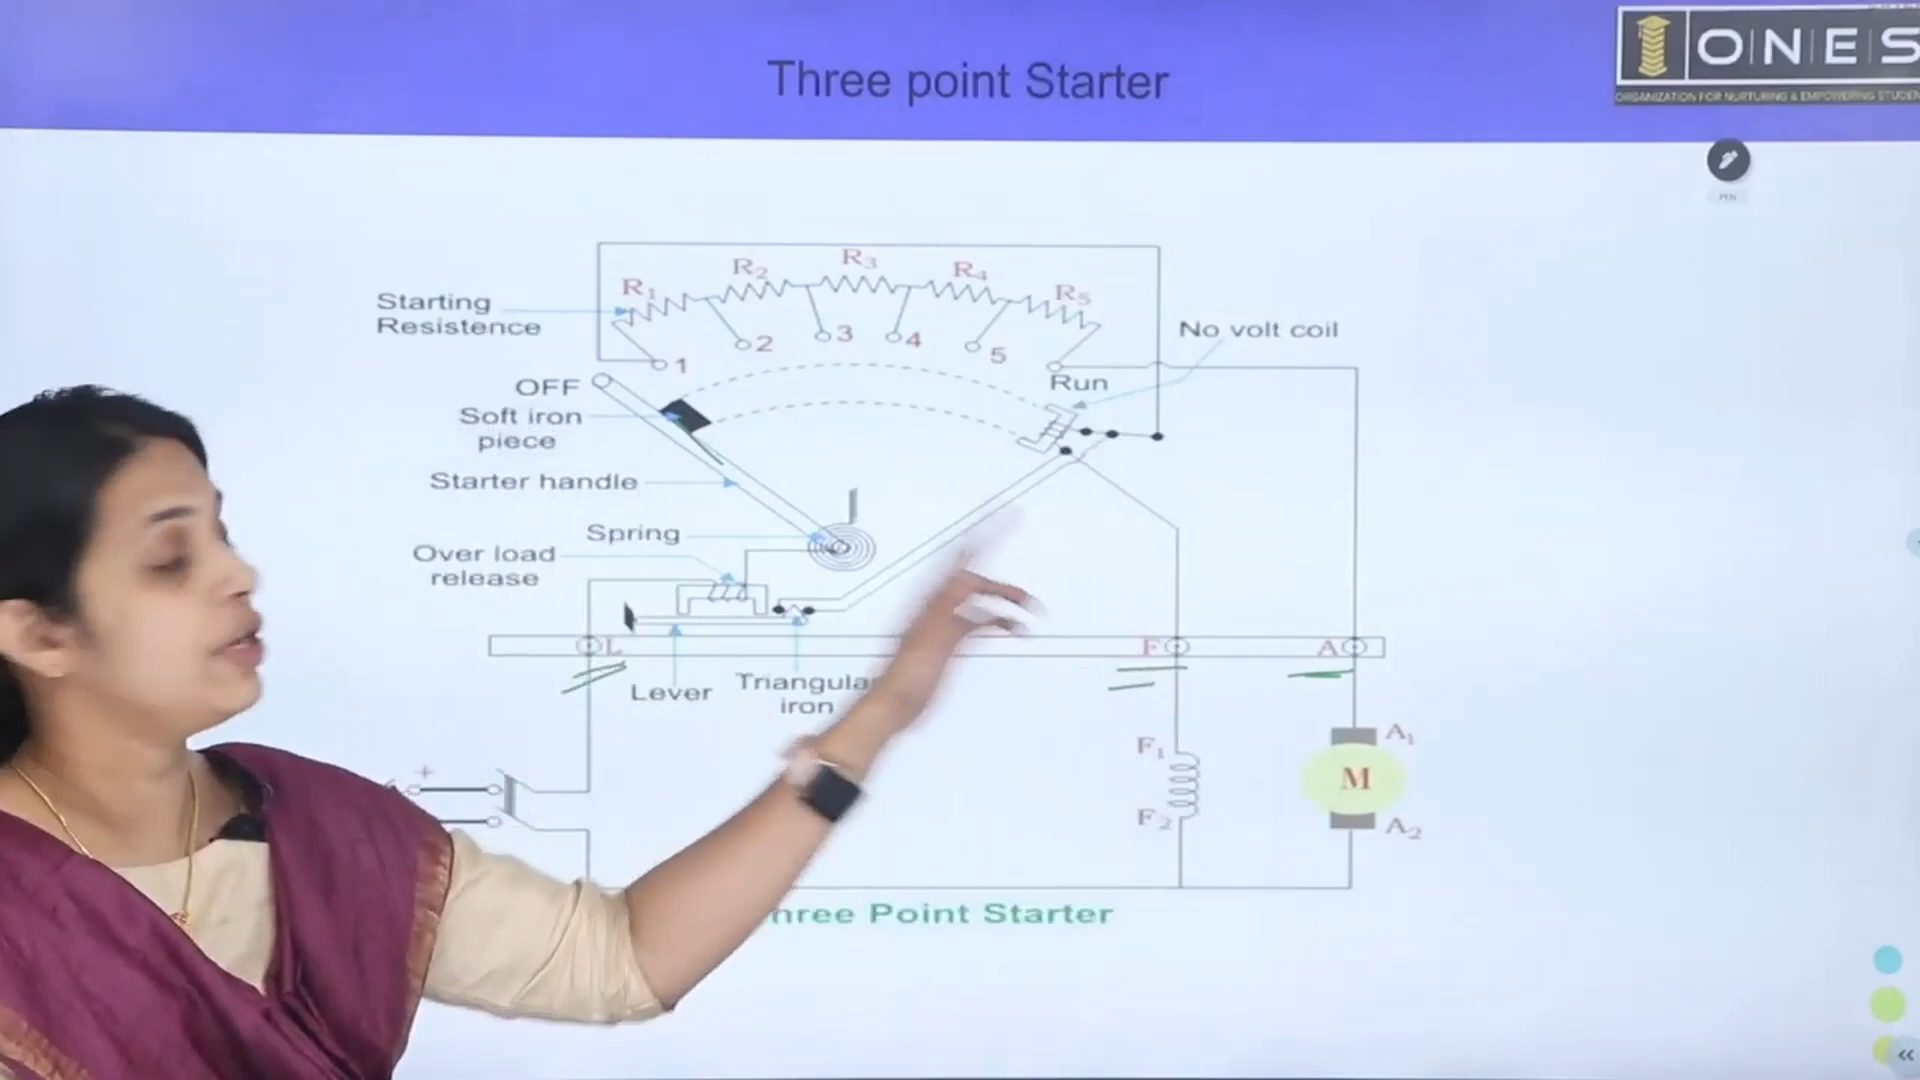 Three point Starter
ONES
ORGANIZATION FOR NURTURING & EMPOWERING STUDEN
PEN
R1
R2
R3
R4
R5
Starting
Resistence
No volt coil
1
2
3
4
5
Run
OFF
Soft iron
piece
Starter handle
Spring
Over load
release
L
F
A
Lever
Triangula
iron
+
F1
F2
A1
M
A2
hree Point Starter